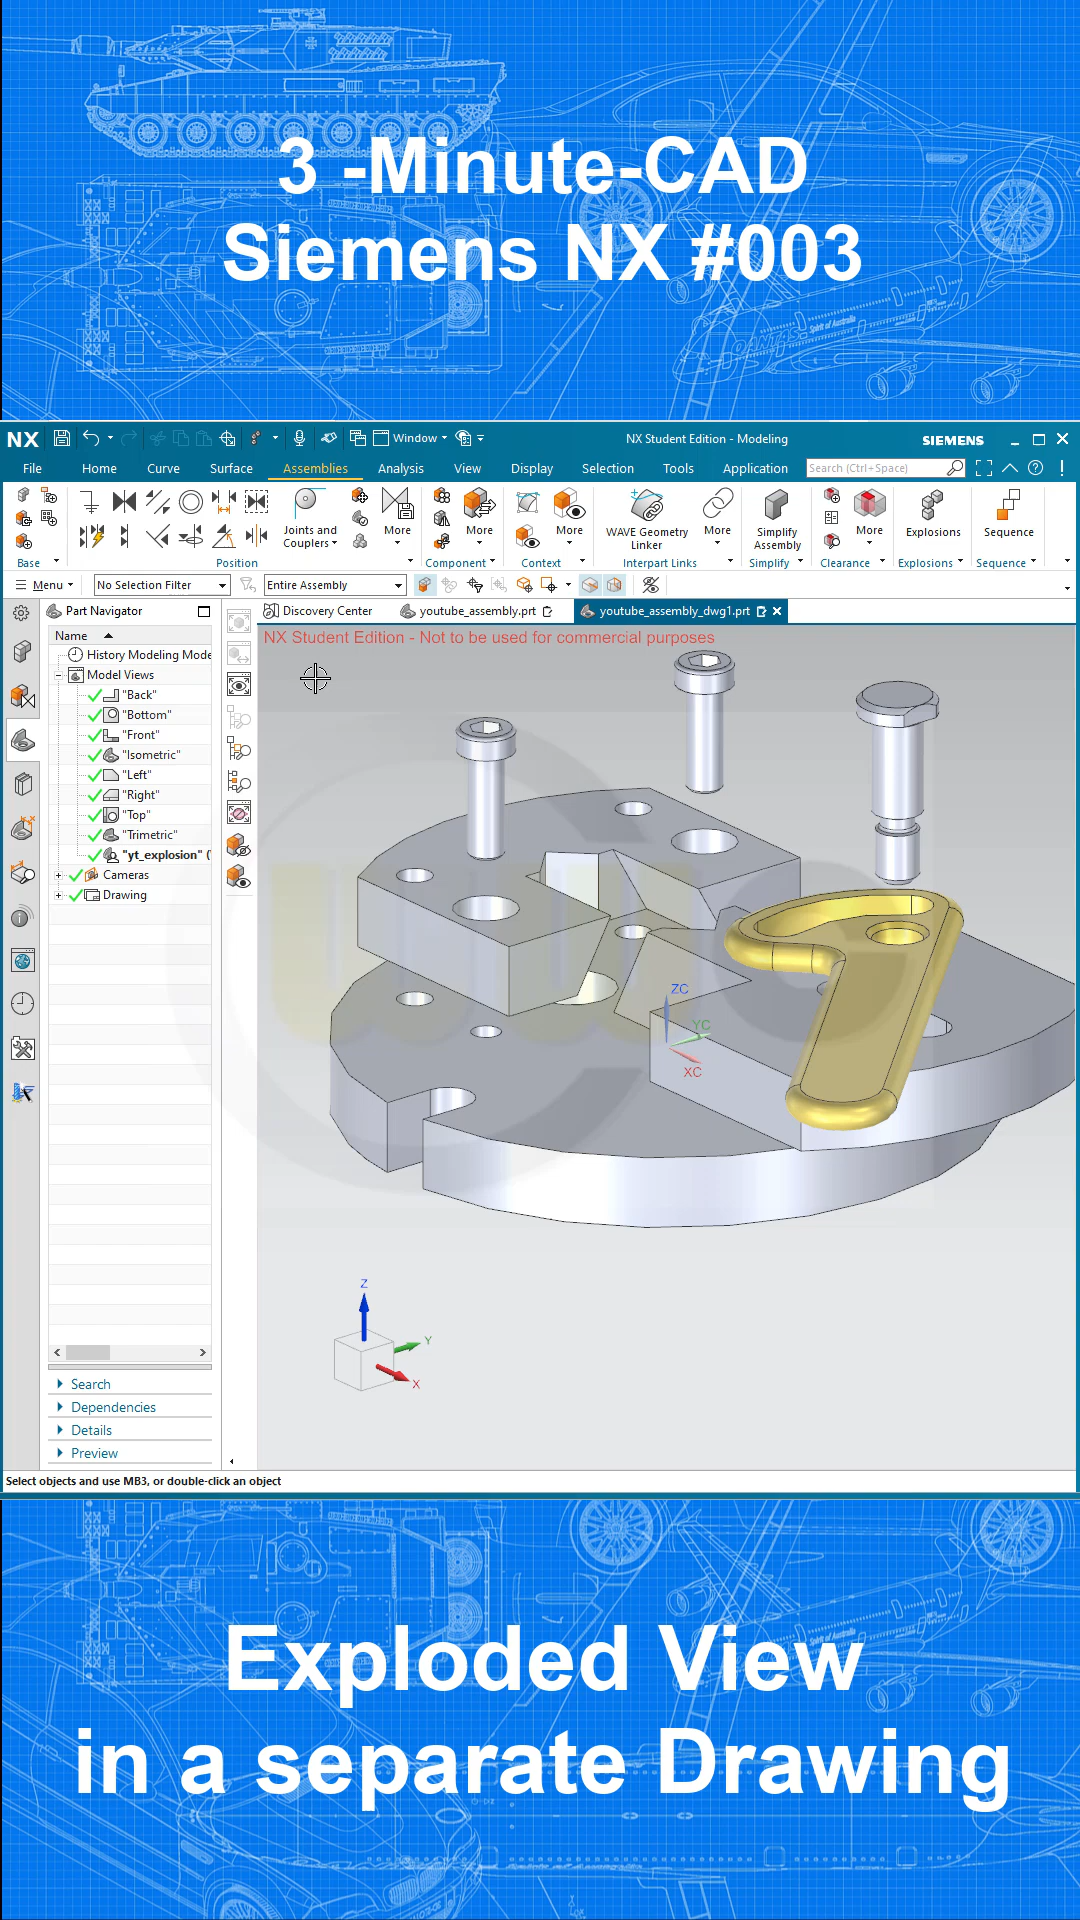 3 -Minute-CAD
Siemens NX #003
NX
Window
NX Student Edition - Modeling
SIEMENS
File
Home
Curve
Surface
Assemblies
Analysis
View
Display
Selection
Tools
Application
Search (Ctrl+Space)
Joints and
Couplers
More
More
More
WAVE Geometry
Linker
More
Simplify
Assembly
More
Explosions
Sequence
Base
Position
Component
Context
Interpart Links
Simplify
Clearance
Explosions
Sequence
Menu
No Selection Filter
Entire Assembly
Part Navigator
Discovery Center
youtube_assembly.prt
youtube_assembly_dwg1.prt
Name
NX Student Edition - Not to be used for commercial purposes
History Modeling Mode
Model Views
"Back"
"Bottom"
"Front"
"Isometric"
"Left"
"Right"
"Top"
"Trimetric"
"yt_explosion" (
Cameras
Drawing
ZC
YC
XC
Z
Y
X
Search
Dependencies
Details
Preview
Select objects and use MB3, or double-click an object
Exploded View
in a separate Drawing